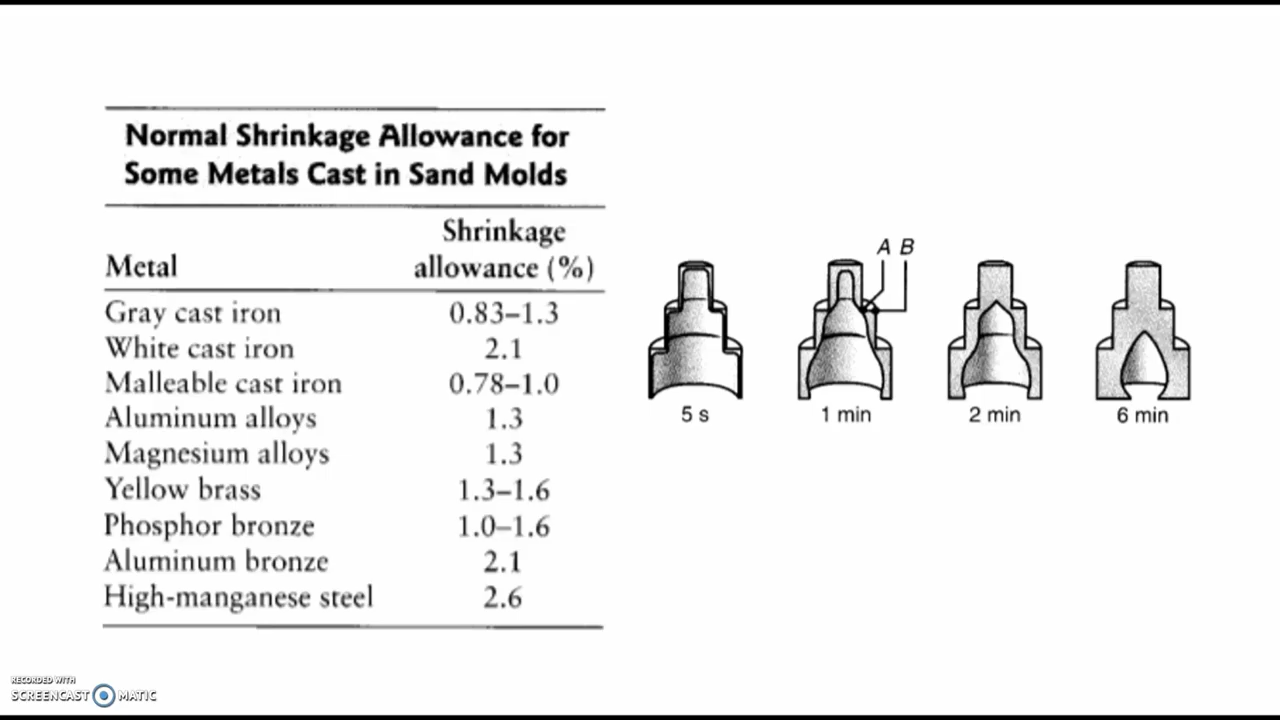 Normal Shrinkage Allowance for
Some Metals Cast in Sand Molds
Shrinkage
Metal allowance (%)
Gray cast iron 0.83–1.3
White cast iron 2.1
Malleable cast iron 0.78–1.0
Aluminum alloys 1.3
Magnesium alloys 1.3
Yellow brass 1.3–1.6
Phosphor bronze 1.0–1.6
Aluminum bronze 2.1
High-manganese steel 2.6
A B
5 s 1 min 2 min 6 min
RECORDED WITH
SCREENCAST MATIC